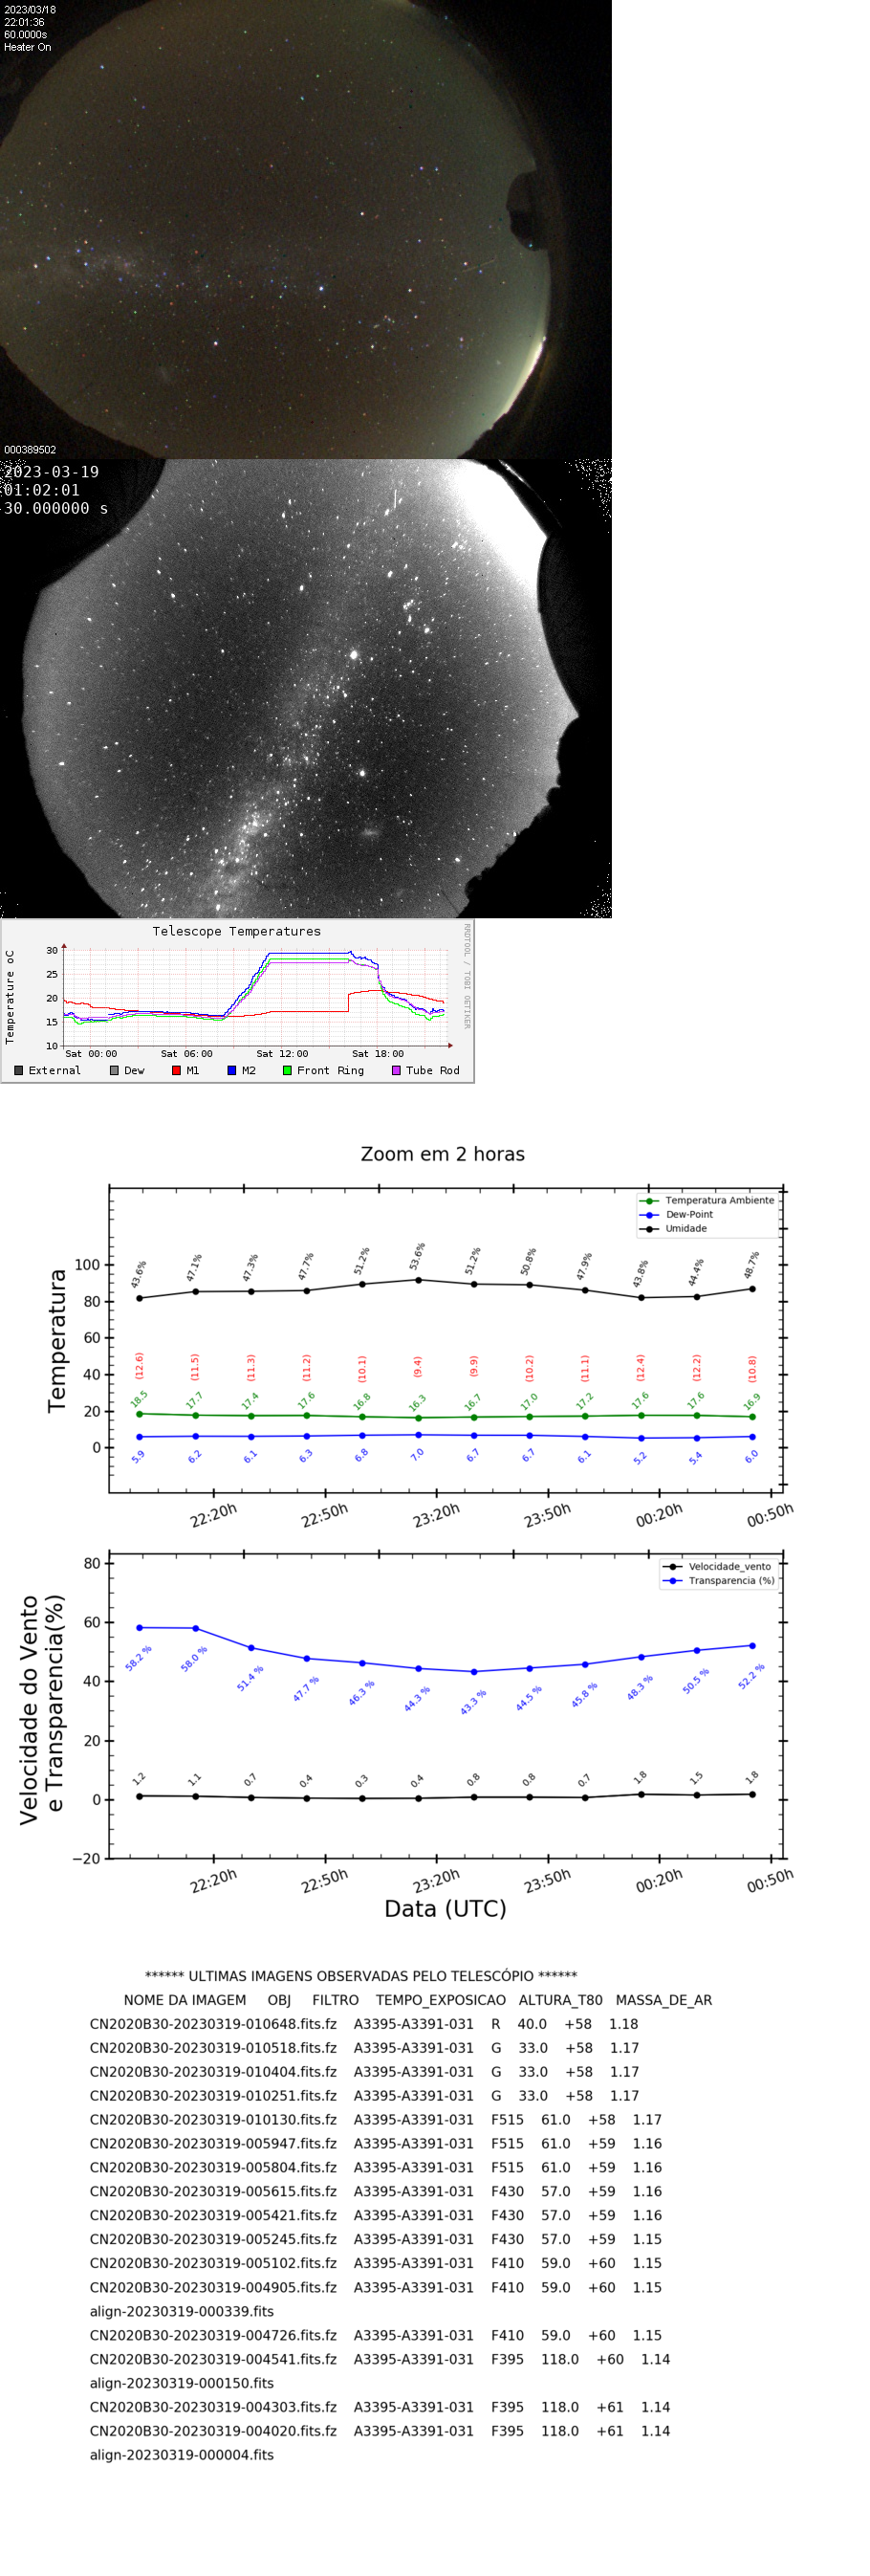 2023/03/18
22:01:36
60.0000s
Heater On
000389502
2023-03-19
01:02:01
30.000000 s
Telescope Temperatures
RRDTOOL / TOBI OETIKER
Temperature oC
30
25
20
15
10
Sat 00:00 Sat 06:00 Sat 12:00 Sat 18:00
External Dew M1 M2 Front Ring Tube Rod
Zoom em 2 horas
Temperatura Ambiente
Dew-Point
Umidade
Temperatura
100
80
60
40
20
0
43.6% 47.1% 47.3% 47.7% 51.2% 53.6% 51.2% 50.8% 47.9% 43.8% 44.4% 48.7%
(12.6) (11.5) (11.3) (11.2) (10.1) (9.4) (9.9) (10.2) (11.1) (12.4) (12.2) (10.8)
18.5 17.7 17.4 17.6 16.8 16.3 16.7 17.0 17.2 17.6 17.6 16.9
5.9 6.2 6.1 6.3 6.8 7.0 6.7 6.7 6.1 5.2 5.4 6.0
22:20h 22:50h 23:20h 23:50h 00:20h 00:50h
Velocidade_vento
Transparencia (%)
Velocidade do Vento
e Transparencia(%)
80
60
40
20
0
−20
58.2 % 58.0 % 51.4 % 47.7 % 46.3 % 44.3 % 43.3 % 44.5 % 45.8 % 48.3 % 50.5 % 52.2 %
1.2 1.1 0.7 0.4 0.3 0.4 0.8 0.8 0.7 1.8 1.5 1.8
22:20h 22:50h 23:20h 23:50h 00:20h 00:50h
Data (UTC)
****** ULTIMAS IMAGENS OBSERVADAS PELO TELESCÓPIO ******
NOME DA IMAGEM OBJ FILTRO TEMPO_EXPOSICAO ALTURA_T80 MASSA_DE_AR
CN2020B30-20230319-010648.fits.fz A3395-A3391-031 R 40.0 +58 1.18
CN2020B30-20230319-010518.fits.fz A3395-A3391-031 G 33.0 +58 1.17
CN2020B30-20230319-010404.fits.fz A3395-A3391-031 G 33.0 +58 1.17
CN2020B30-20230319-010251.fits.fz A3395-A3391-031 G 33.0 +58 1.17
CN2020B30-20230319-010130.fits.fz A3395-A3391-031 F515 61.0 +58 1.17
CN2020B30-20230319-005947.fits.fz A3395-A3391-031 F515 61.0 +59 1.16
CN2020B30-20230319-005804.fits.fz A3395-A3391-031 F515 61.0 +59 1.16
CN2020B30-20230319-005615.fits.fz A3395-A3391-031 F430 57.0 +59 1.16
CN2020B30-20230319-005421.fits.fz A3395-A3391-031 F430 57.0 +59 1.16
CN2020B30-20230319-005245.fits.fz A3395-A3391-031 F430 57.0 +59 1.15
CN2020B30-20230319-005102.fits.fz A3395-A3391-031 F410 59.0 +60 1.15
CN2020B30-20230319-004905.fits.fz A3395-A3391-031 F410 59.0 +60 1.15
align-20230319-000339.fits
CN2020B30-20230319-004726.fits.fz A3395-A3391-031 F410 59.0 +60 1.15
CN2020B30-20230319-004541.fits.fz A3395-A3391-031 F395 118.0 +60 1.14
align-20230319-000150.fits
CN2020B30-20230319-004303.fits.fz A3395-A3391-031 F395 118.0 +61 1.14
CN2020B30-20230319-004020.fits.fz A3395-A3391-031 F395 118.0 +61 1.14
align-20230319-000004.fits